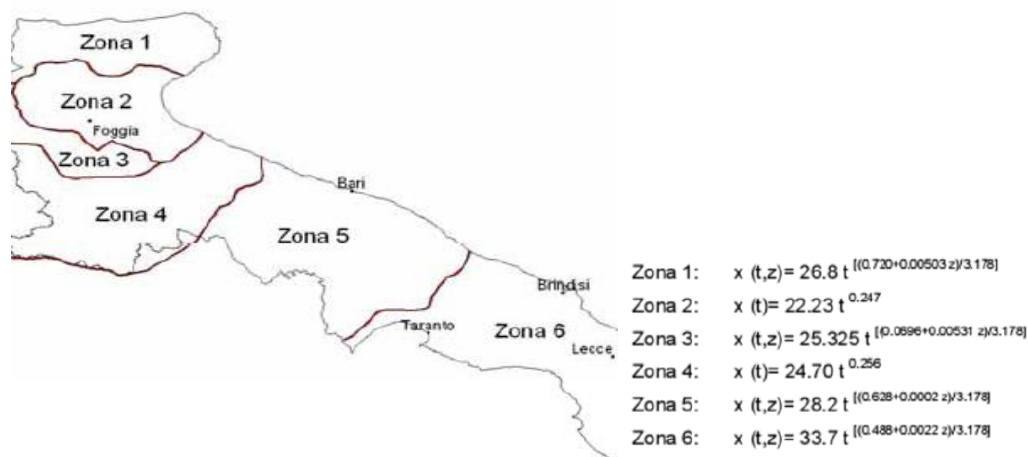 Zona 1
Zona 2
Foggia
Zona 3
Bari
Zona 4
Zona 5
Brindisi
Taranto
Zona 6
Lecce
Zona 1: x (t,z)= 26.8 t [(0.720+0.00503 z)/3.178]
Zona 2: x (t)= 22.23 t 0.247
Zona 3: x (t,z)= 25.325 t [(0.0696+0.00531 z)/3.178]
Zona 4: x (t)= 24.70 t 0.256
Zona 5: x (t,z)= 28.2 t [(0.628+0.0002 z)/3.178]
Zona 6: x (t,z)= 33.7 t [(0.488+0.0022 z)/3.178]